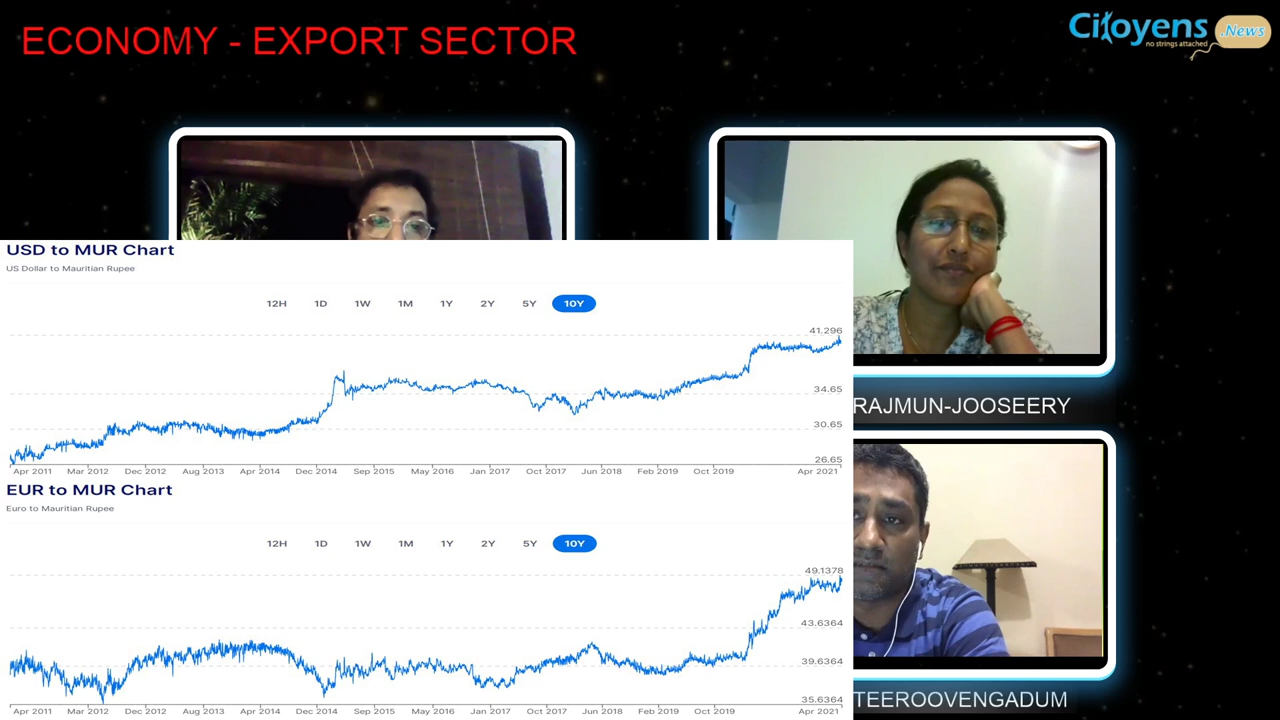 ECONOMY - EXPORT SECTOR
Citoyens .News
no strings attached
USD to MUR Chart
US Dollar to Mauritian Rupee
12H 1D 1W 1M 1Y 2Y 5Y 10Y
41.296
34.65
30.65
26.65
Apr 2011 Mar 2012 Dec 2012 Aug 2013 Apr 2014 Dec 2014 Sep 2015 May 2016 Jan 2017 Oct 2017 Jun 2018 Feb 2019 Oct 2019 Apr 2021
RAJMUN-JOOSEERY
EUR to MUR Chart
Euro to Mauritian Rupee
12H 1D 1W 1M 1Y 2Y 5Y 10Y
49.1378
43.6364
39.6364
35.6364
Apr 2011 Mar 2012 Dec 2012 Aug 2013 Apr 2014 Dec 2014 Sep 2015 May 2016 Jan 2017 Oct 2017 Jun 2018 Feb 2019 Oct 2019 Apr 2021
TEEROOVENGADUM